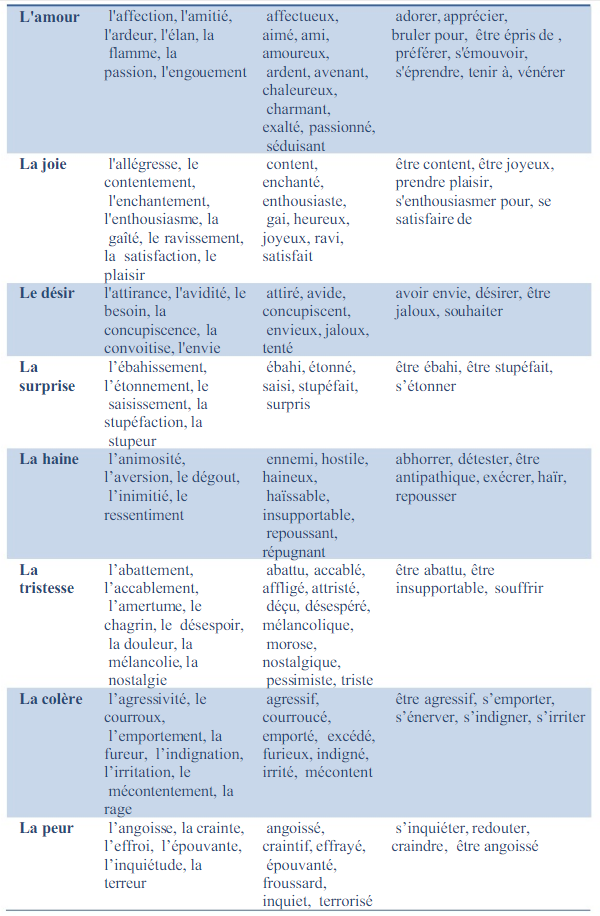 L'amour
l'affection, l'amitié,
l'ardeur, l'élan, la
flamme, la
passion, l'engouement
affectueux,
aimé, ami,
amoureux,
ardent, avenant,
chaleureux,
charmant,
exalté, passionné,
séduisant
adorer, apprécier,
bruler pour, être épris de ,
préférer, s'émouvoir,
s'éprendre, tenir à, vénérer
La joie
l'allégresse, le
contentement,
l'enchantement,
l'enthousiasme, la
gaîté, le ravissement,
la satisfaction, le
plaisir
content,
enchanté,
enthousiaste,
gai, heureux,
joyeux, ravi,
satisfait
être content, être joyeux,
prendre plaisir,
s'enthousiasmer pour, se
satisfaire de
Le désir
l'attirance, l'avidité, le
besoin, la
concupiscence, la
convoitise, l'envie
attiré, avide,
concupiscent,
envieux, jaloux,
tenté
avoir envie, désirer, être
jaloux, souhaiter
La
surprise
l’ébahissement,
l’étonnement, le
saisissement, la
stupéfaction, la
stupeur
ébahi, étonné,
saisi, stupéfait,
surpris
être ébahi, être stupéfait,
s’étonner
La haine
l’animosité,
l’aversion, le dégout,
l’inimitié, le
ressentiment
ennemi, hostile,
haineux,
haïssable,
insupportable,
repoussant,
répugnant
abhorrer, détester, être
antipathique, exécrer, haïr,
repousser
La
tristesse
l’abattement,
l’accablement,
l’amertume, le
chagrin, le désespoir,
la douleur, la
mélancolie, la
nostalgie
abattu, accablé,
affligé, attristé,
déçu, désespéré,
mélancolique,
morose,
nostalgique,
pessimiste, triste
être abattu, être
insupportable, souffrir
La colère
l’agressivité, le
courroux,
l’emportement, la
fureur, l’indignation,
l’irritation, le
mécontentement, la
rage
agressif,
courroucé,
emporté, excédé,
furieux, indigné,
irrité, mécontent
être agressif, s’emporter,
s’énerver, s’indigner, s’irriter
La peur
l’angoisse, la crainte,
l’effroi, l’épouvante,
l’inquiétude, la
terreur
angoissé,
craintif, effrayé,
épouvanté,
froussard,
inquiet, terrorisé
s’inquiéter, redouter,
craindre, être angoissé